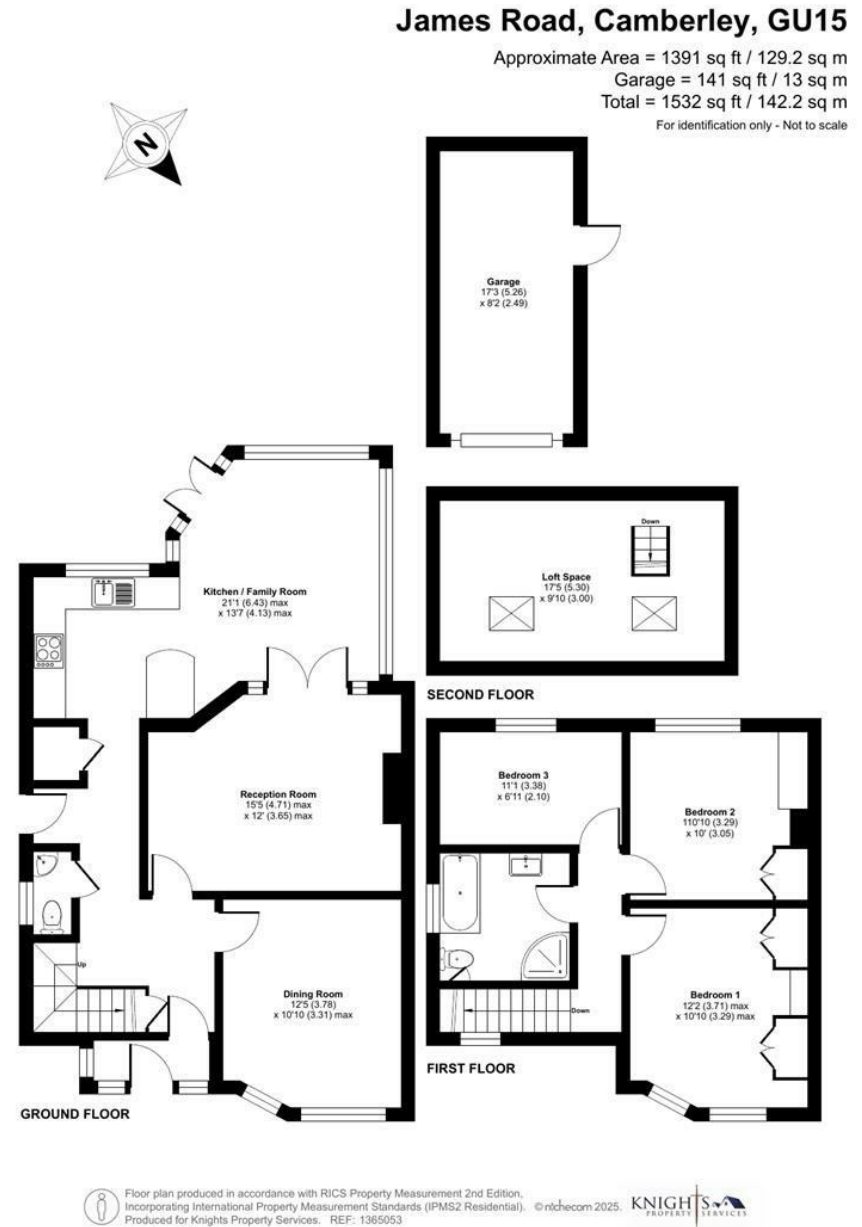 James Road, Camberley, GU15
Approximate Area = 1391 sq ft / 129.2 sq m
Garage = 141 sq ft / 13 sq m
Total = 1532 sq ft / 142.2 sq m
For identification only - Not to scale
N
Garage
17'3 (5.26)
x 8'2 (2.49)
Kitchen / Family Room
21'1 (6.43) max
x 13'7 (4.13) max
Down
Loft Space
17'5 (5.30)
x 9'10 (3.00)
SECOND FLOOR
Reception Room
15'5 (4.71) max
x 12' (3.65) max
Bedroom 3
11'1 (3.38)
x 6'11 (2.10)
Bedroom 2
110'10 (3.29)
x 10' (3.05)
Up
Dining Room
12'5 (3.78)
x 10'10 (3.31) max
Bedroom 1
12'2 (3.71) max
x 10'10 (3.29) max
Down
FIRST FLOOR
GROUND FLOOR
Floor plan produced in accordance with RICS Property Measurement 2nd Edition,
Incorporating International Property Measurement Standards (IPMS2 Residential). © nichecom 2025.
Produced for Knights Property Services. REF: 1365053
KNIGHTS
PROPERTY SERVICES